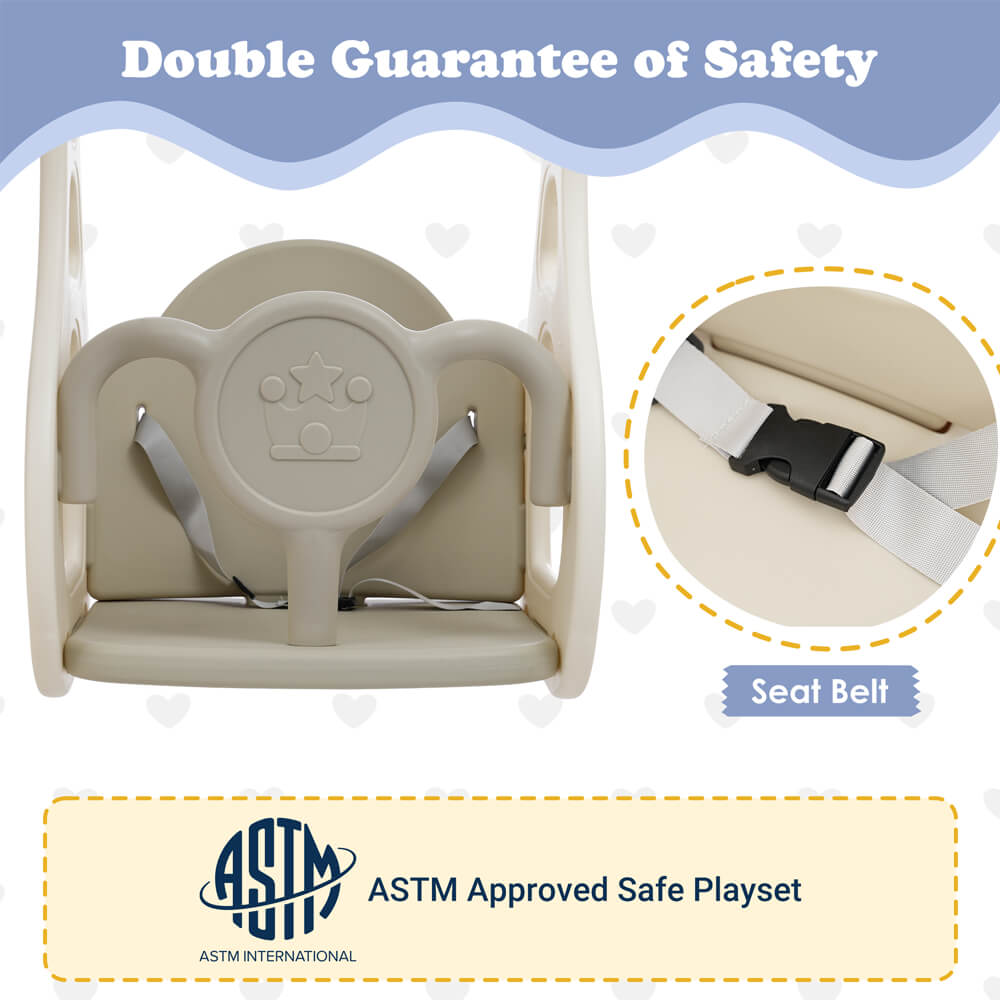 Double Guarantee of Safety
Seat Belt
ASTM
ASTM INTERNATIONAL
ASTM Approved Safe Playset